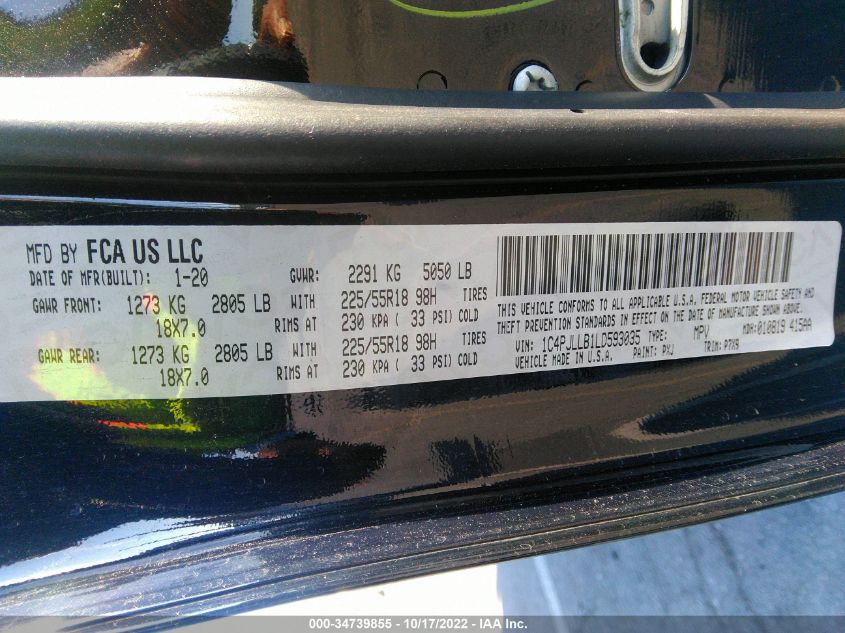 MFD BY FCA US LLC
DATE OF MFR(BUILT): 1-20 GVWR: 2291 KG 5050 LB
GAWR FRONT: 1273 KG 2805 LB WITH 225/55R18 98H TIRES
18X7.0 RIMS AT 230 KPA ( 33 PSI) COLD
GAWR REAR: 1273 KG 2805 LB WITH 225/55R18 98H TIRES
18X7.0 RIMS AT 230 KPA ( 33 PSI) COLD
THIS VEHICLE CONFORMS TO ALL APPLICABLE U.S.A. FEDERAL MOTOR VEHICLE SAFETY AND
THEFT PREVENTION STANDARDS IN EFFECT ON THE DATE OF MANUFACTURE SHOWN ABOVE.
VIN: 1C4PJLLB1LD593035 TYPE: MPV MDH:010819 415AA
VEHICLE MADE IN U.S.A. PAINT: PXJ TRIM: P7X9
000-34739855 - 10/17/2022 - IAA Inc.